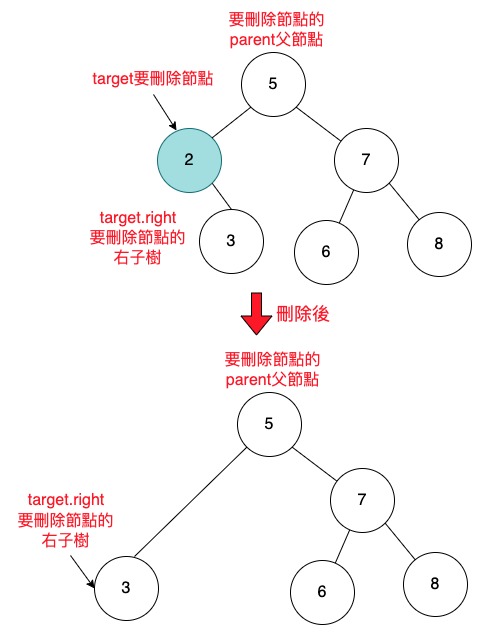 要刪除節點的
parent父節點
target要刪除節點
5
2
7
target.right
要刪除節點的
右子樹
3
6
8
刪除後
要刪除節點的
parent父節點
5
7
target.right
要刪除節點的
右子樹
3
6
8